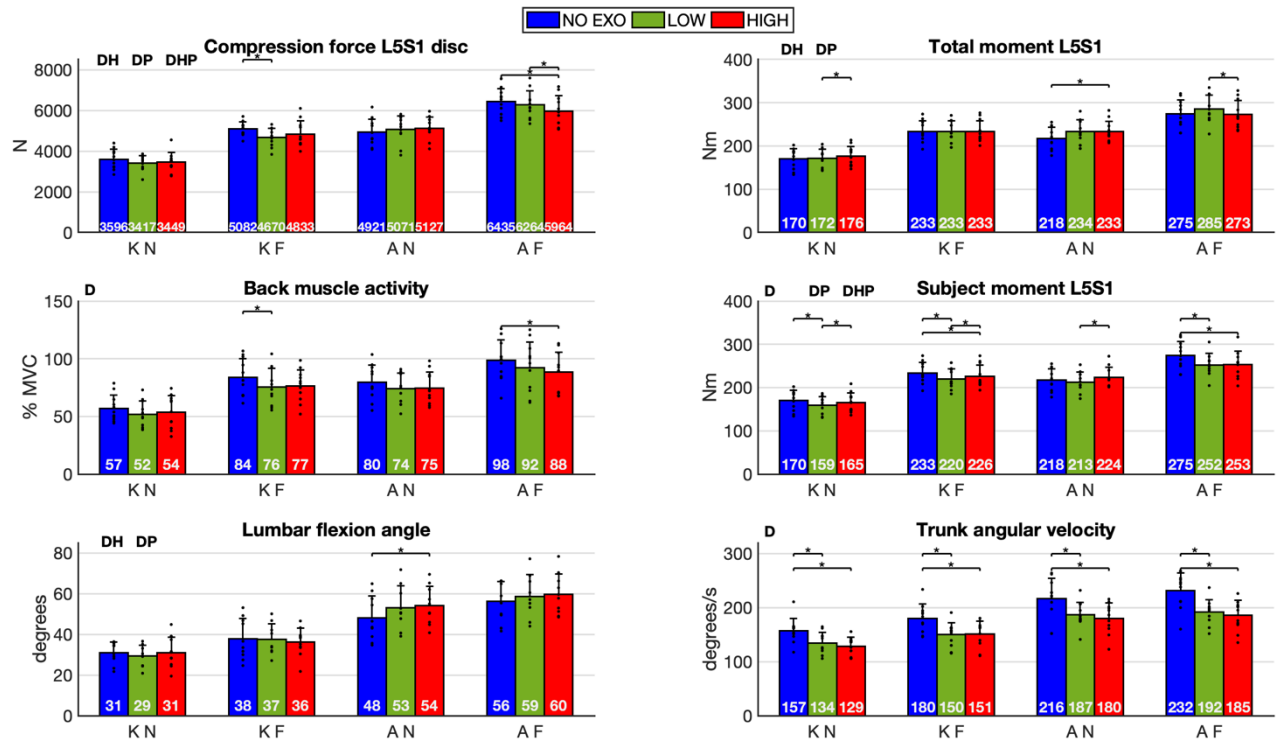 NO EXO LOW HIGH
Compression force L5S1 disc
DH DP DHP
*
*
*
8000
6000
4000
2000
0
N
3596 3417 3449 5082 4670 4833 4921 5071 5127 6435 6264 5964
K N K F A N A F
Total moment L5S1
DH DP
*
*
*
400
300
200
100
0
Nm
170 172 176 233 233 233 218 234 233 275 285 273
K N K F A N A F
D Back muscle activity
*
*
150
100
50
0
% MVC
57 52 54 84 76 77 80 74 75 98 92 88
K N K F A N A F
D DP DHP Subject moment L5S1
* * * * * * * *
400
300
200
100
0
Nm
170 159 165 233 220 226 218 213 224 275 252 253
K N K F A N A F
Lumbar flexion angle
DH DP
*
80
60
40
20
0
degrees
31 29 31 38 37 36 48 53 54 56 59 60
K N K F A N A F
D Trunk angular velocity
* * * *
* * * *
300
200
100
0
degrees/s
157 134 129 180 150 151 216 187 180 232 192 185
K N K F A N A F